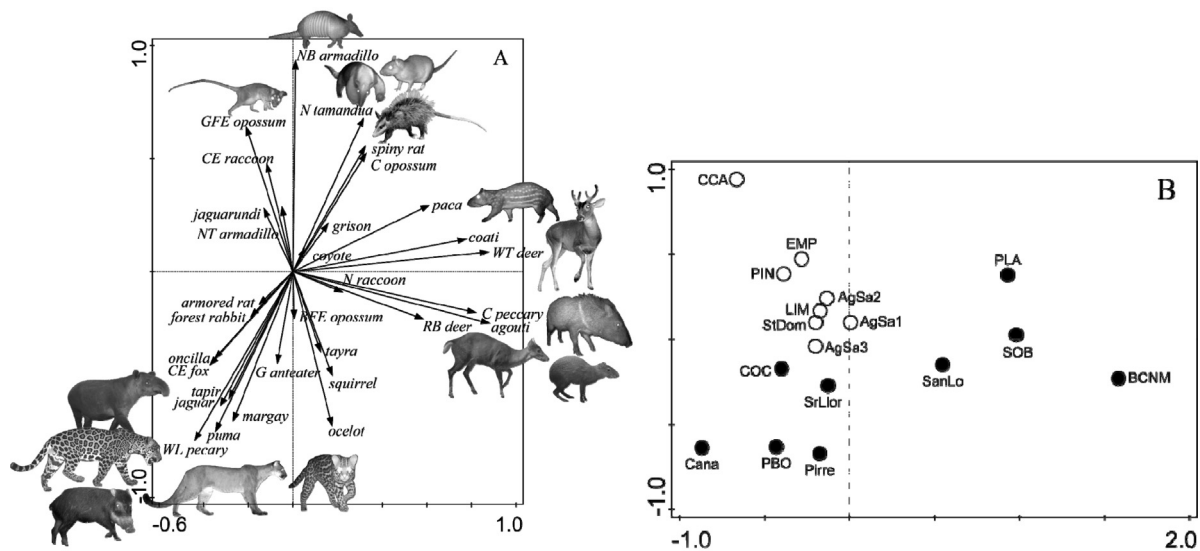 A
1.0
NB armadillo
N tamandua
GFE opossum
spiny rat
CE raccoon
C opossum
paca
jaguarundi
grison
NT armadillo
coati
coyote
WT deer
N raccoon
armored rat
C peccary
forest rabbit
RFE opossum
agouti
RB deer
oncilla
tayra
CE fox
G anteater
squirrel
tapir
jaguar
margay
puma
ocelot
WL pecary
-1.0
-0.6
1.0
B
1.0
CCA
EMP
PIN
PLA
AgSa2
LIM
StDom
AgSa1
AgSa3
SOB
COC
SanLo
BCNM
SrLlor
Cana
PBO
Pirre
-1.0
-1.0
2.0